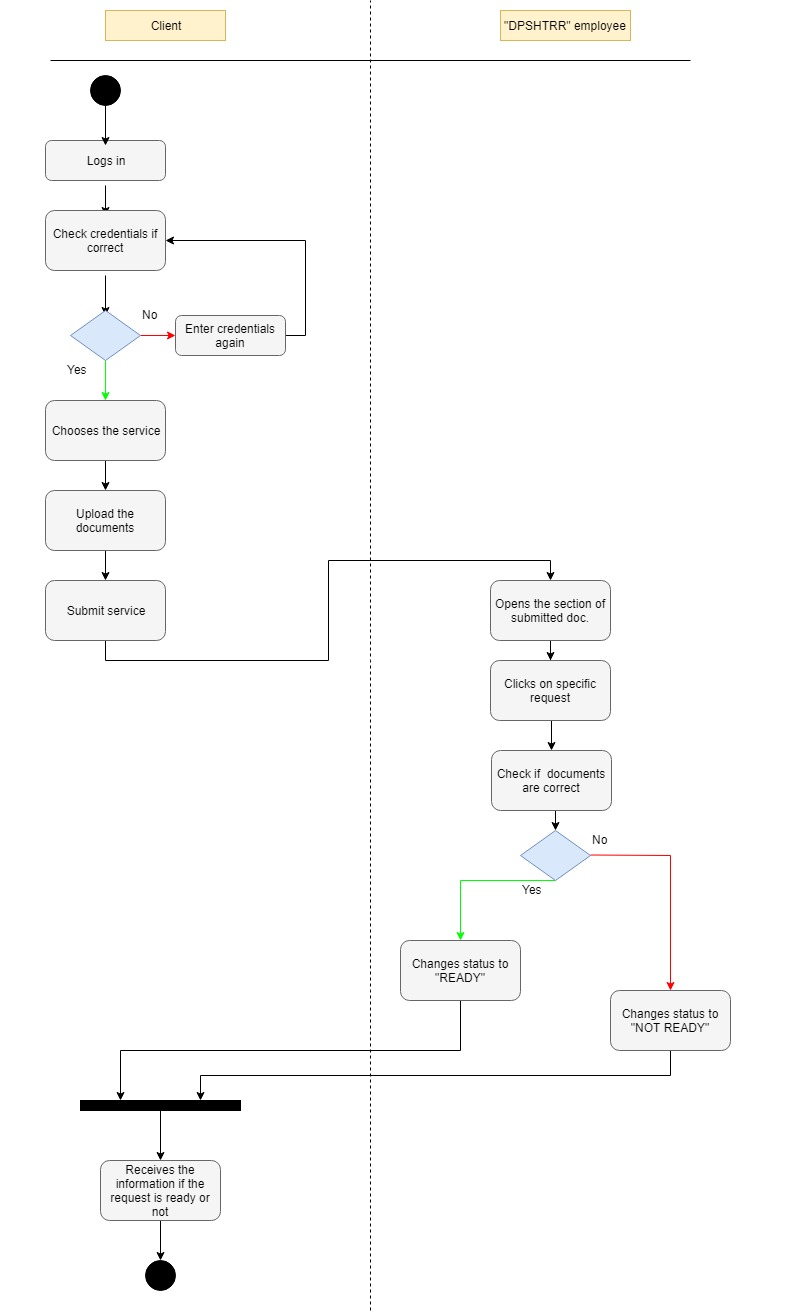 Client
"DPSHTRR" employee
Logs in
Check credentials if
correct
No
Enter credentials
again
Yes
Chooses the service
Upload the
documents
Submit service
Opens the section of
submitted doc.
Clicks on specific
request
Check if  documents
are correct
No
Yes
Changes status to
"READY"
Changes status to
"NOT READY"
Receives the
information if the
request is ready or
not